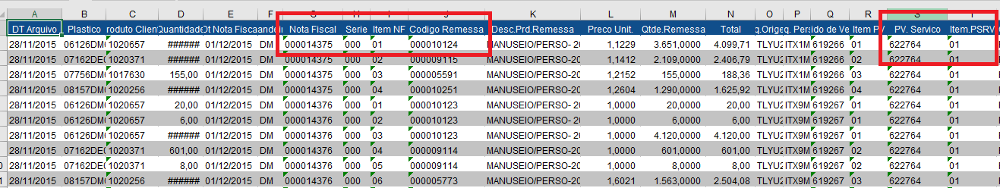 A B C D E F G H I J K L M N O P Q R S T
DT Arquivo Plastico roduto Clien Quantidade Dt Nota Fisca ande Nota Fiscal Serie Item NF Codigo Remessa Desc.Prd.Remessa Preco Unit. Qtde.Remessa Total g.Orige . Per ido de Ve Item PV PV. Servico Item.PSRV
28/11/2015 06126DM 1020657 ###### 01/12/2015 DM 000014375 000 01 000010124 MANUSEIO/PERSO- 20 1,1229 3.651,0000 4.099,71 TLYU2 ITX1M 619266 01 622764 01
28/11/2015 07162DE 1020371 ###### 01/12/2015 DM 000014375 000 02 000009115 MANUSEIO/PERSO-20 1,1412 2.109,0000 2.406,79 TLYU2 ITX1M 619266 02 622764 01
28/11/2015 07756DM 1017630 155,00 01/12/2015 DM 000014375 000 03 000005591 MANUSEIO/PERSO-20 1,2152 155,0000 188,36 TLYU2 ITX1M 619266 03 622764 01
28/11/2015 08157DM 1020256 ###### 01/12/2015 DM 000014375 000 04 000010251 MANUSEIO/PERSO-20 1,2604 1.290,0000 1.625,92 TLYU2 ITX1M 619266 04 622764 01
28/11/2015 06126DM 1020657 20,00 01/12/2015 DM 000014376 000 01 000010123 MANUSEIO/PERSO- 20 1,0000 20,0000 20,00 TLYU ITX9M 619267 01 622764 01
28/11/2015 06126DM 1020657 6,00 01/12/2015 DM 000014376 000 02 000010123 MANUSEIO/PERSO- 20 1,0000 6,0000 6,00 TLYU ITX9M 619267 01 622764 01
28/11/2015 06126DM 1020657 ###### 01/12/2015 DM 000014376 000 03 000010123 MANUSEIO/PERSO- 20 1,0000 4.120,0000 4.120,00 TLYU ITX9M 619267 01 622764 01
28/11/2015 07162DE 1020371 601,00 01/12/2015 DM 000014376 000 04 000009114 MANUSEIO/PERSO-20 1,0000 601,0000 601,00 TLYU ITX9M 619267 02 622764 01
28/11/2015 07162DE 1020371 8,00 01/12/2015 DM 000014376 000 05 000009114 MANUSEIO/PERSO-20 1,0000 8,0000 8,00 TLYU ITX9M 619267 02 622764 01
28/11/2015 08157DM 1020256 ###### 01/12/2015 DM 000014376 000 06 000005773 MANUSEIO/PERSO-20 1,6021 1.563,0000 2.504,08 TLYU ITX9M 619267 03 622764 01